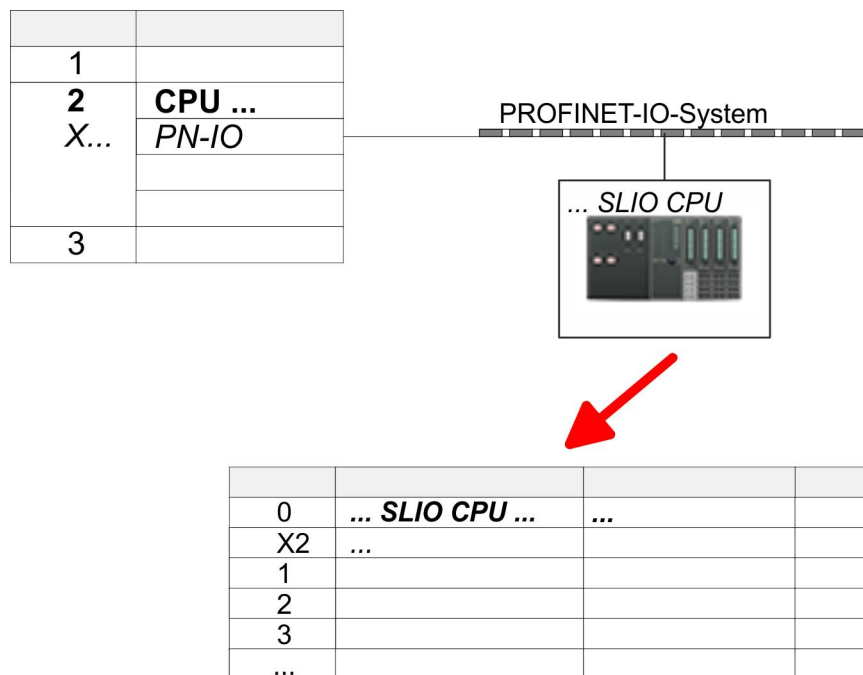 1
2 CPU ...
X... PN-IO
3
PROFINET-IO-System
... SLIO CPU
0 ... SLIO CPU ... ...
X2 ...
1
2
3
...